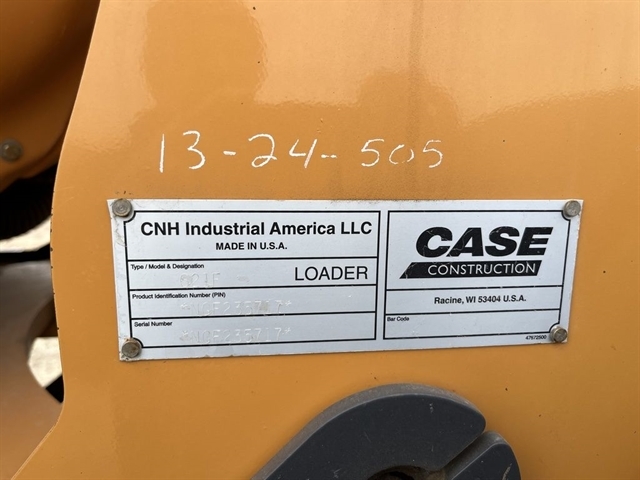 13-24-505
CNH Industrial America LLC
MADE IN U.S.A.
Type / Model & Designation
LOADER
Product Identification Number (PIN)
Serial Number
CASE
CONSTRUCTION
Racine, WI 53404 U.S.A.
Bar Code
47672500